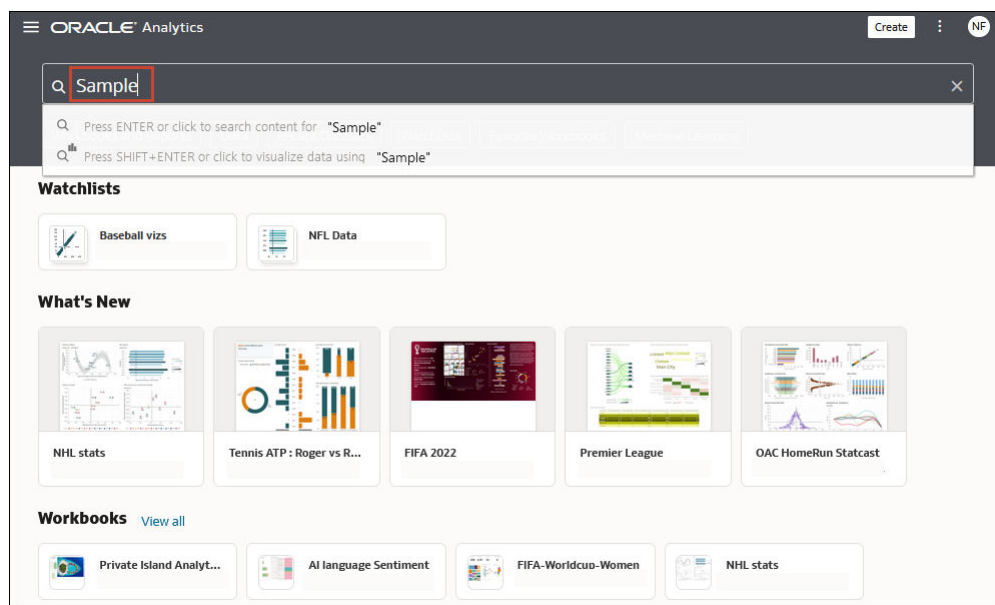 ORACLE Analytics
Create
NF
Sample
Press ENTER or click to search content for "Sample"
Press SHIFT+ENTER or click to visualize data using "Sample"
Watchlists
Baseball vizs
NFL Data
What's New
NHL stats
Tennis ATP : Roger vs R...
FIFA 2022
Premier League
OAC HomeRun Statcast
Workbooks View all
Private Island Analyt...
AI language Sentiment
FIFA-Worldcup-Women
NHL stats